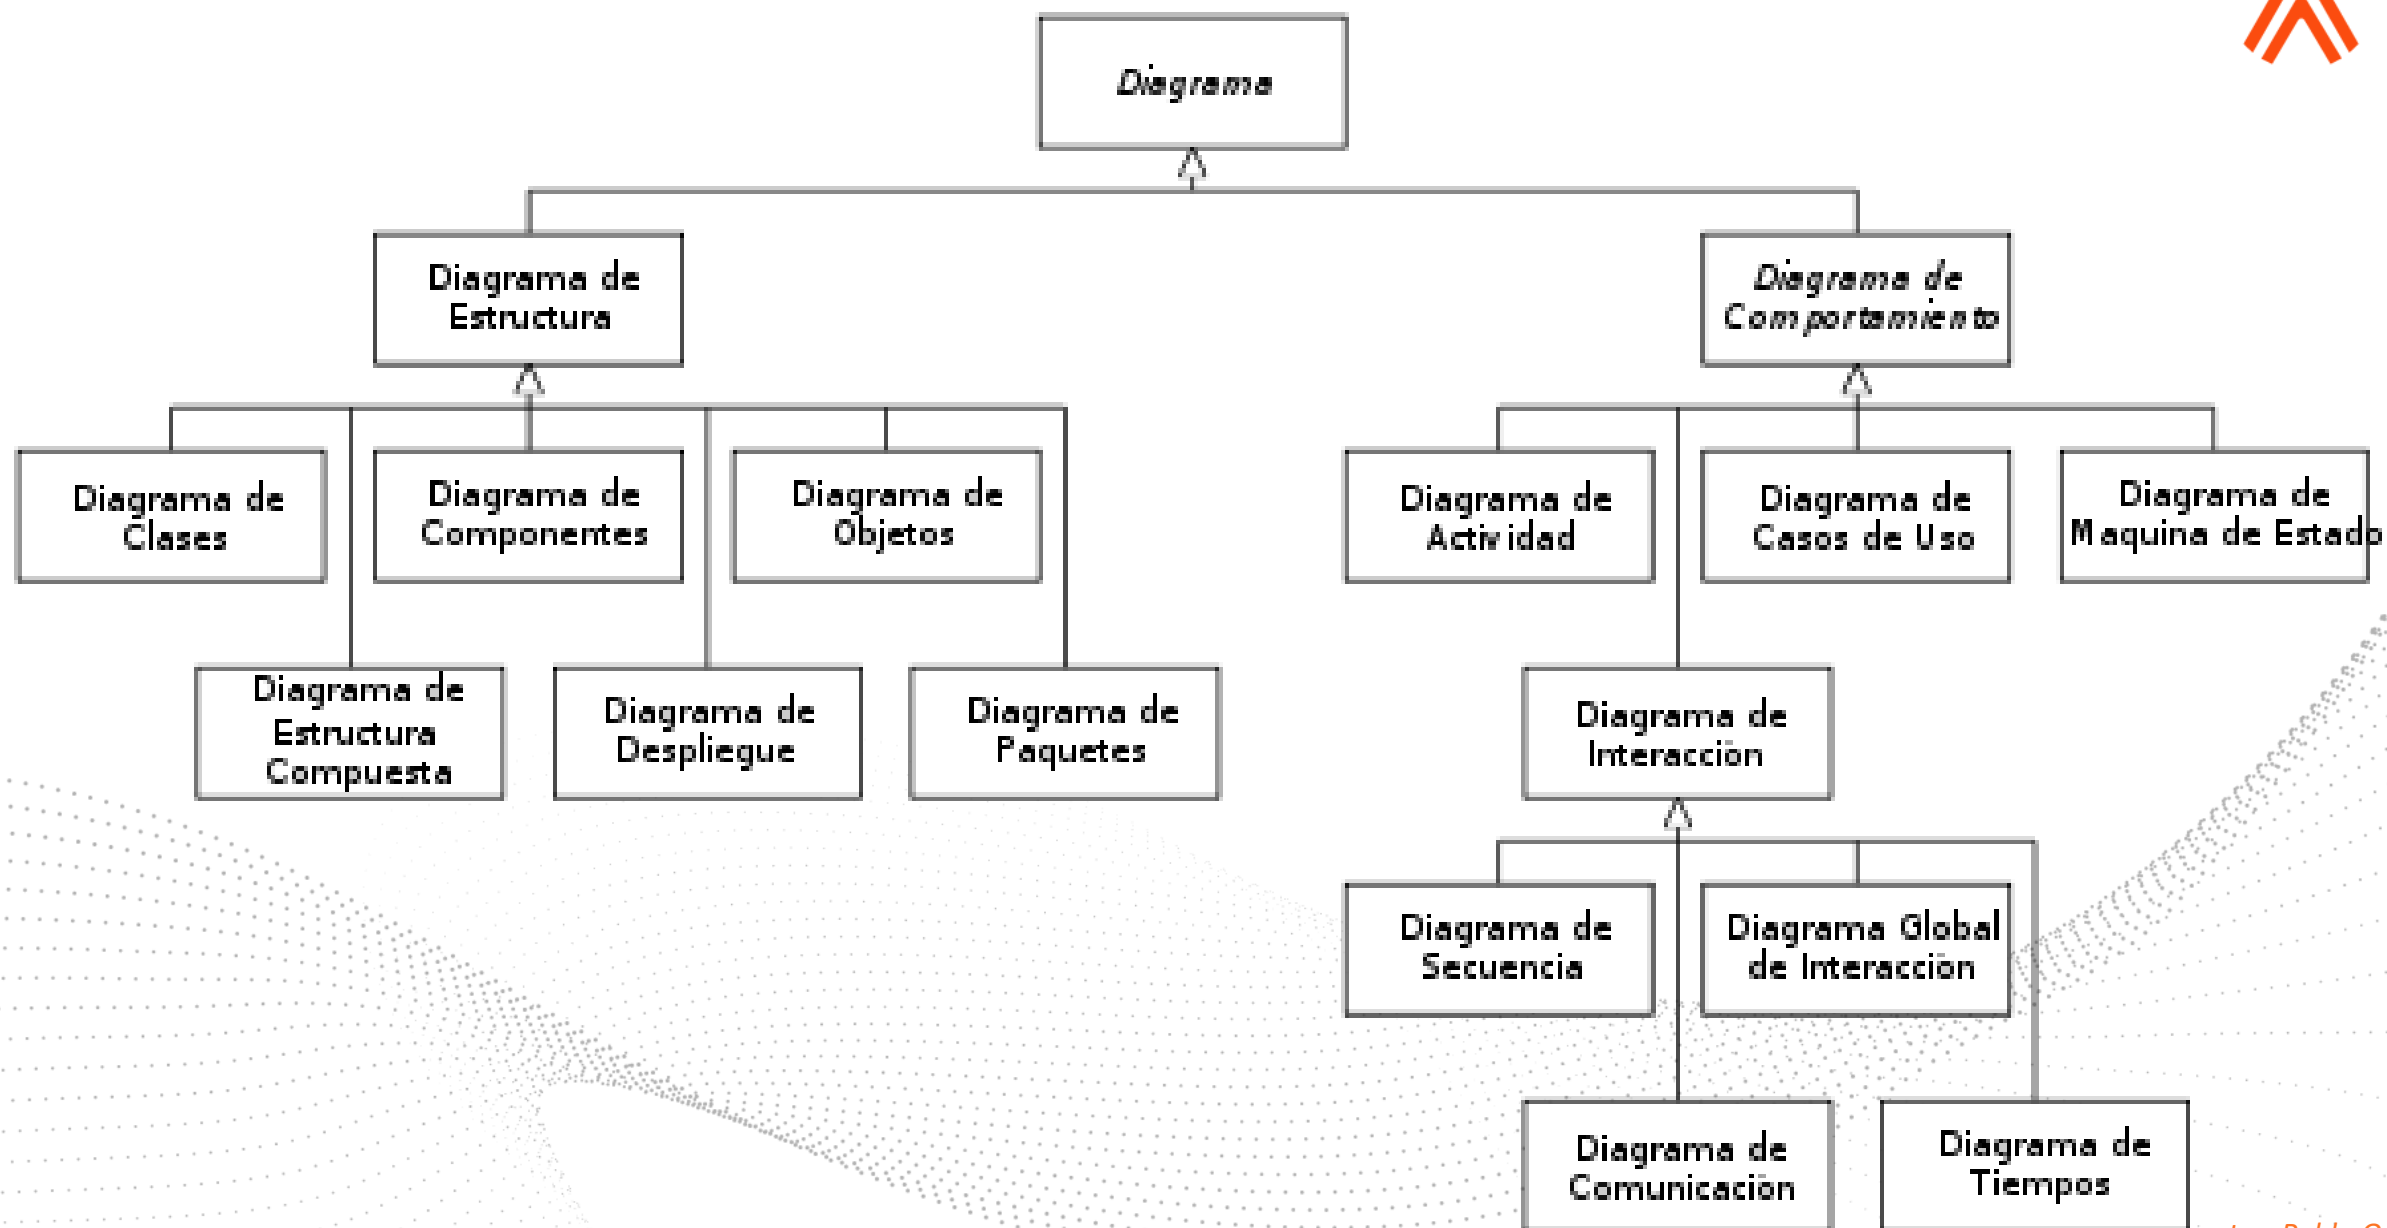 Diagrama
Diagrama de
Estructura
Diagrama de
Comportamiento
Diagrama de
Clases
Diagrama de
Componentes
Diagrama de
Objetos
Diagrama de
Actividad
Diagrama de
Casos de Uso
Diagrama de
Maquina de Estado
Diagrama de
Estructura
Compuesta
Diagrama de
Despliegue
Diagrama de
Paquetes
Diagrama de
Interacción
Diagrama de
Secuencia
Diagrama Global
de Interacción
Diagrama de
Comunicación
Diagrama de
Tiempos